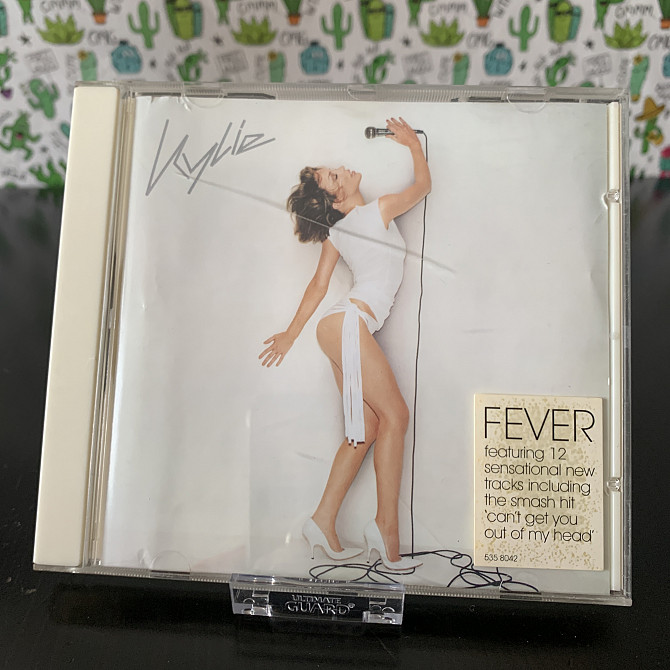 Kylie
FEVER
featuring 12
sensational new
tracks including
the smash hit
'can't get you
out of my head'
535 8042
ULTIMATE
GUARD®